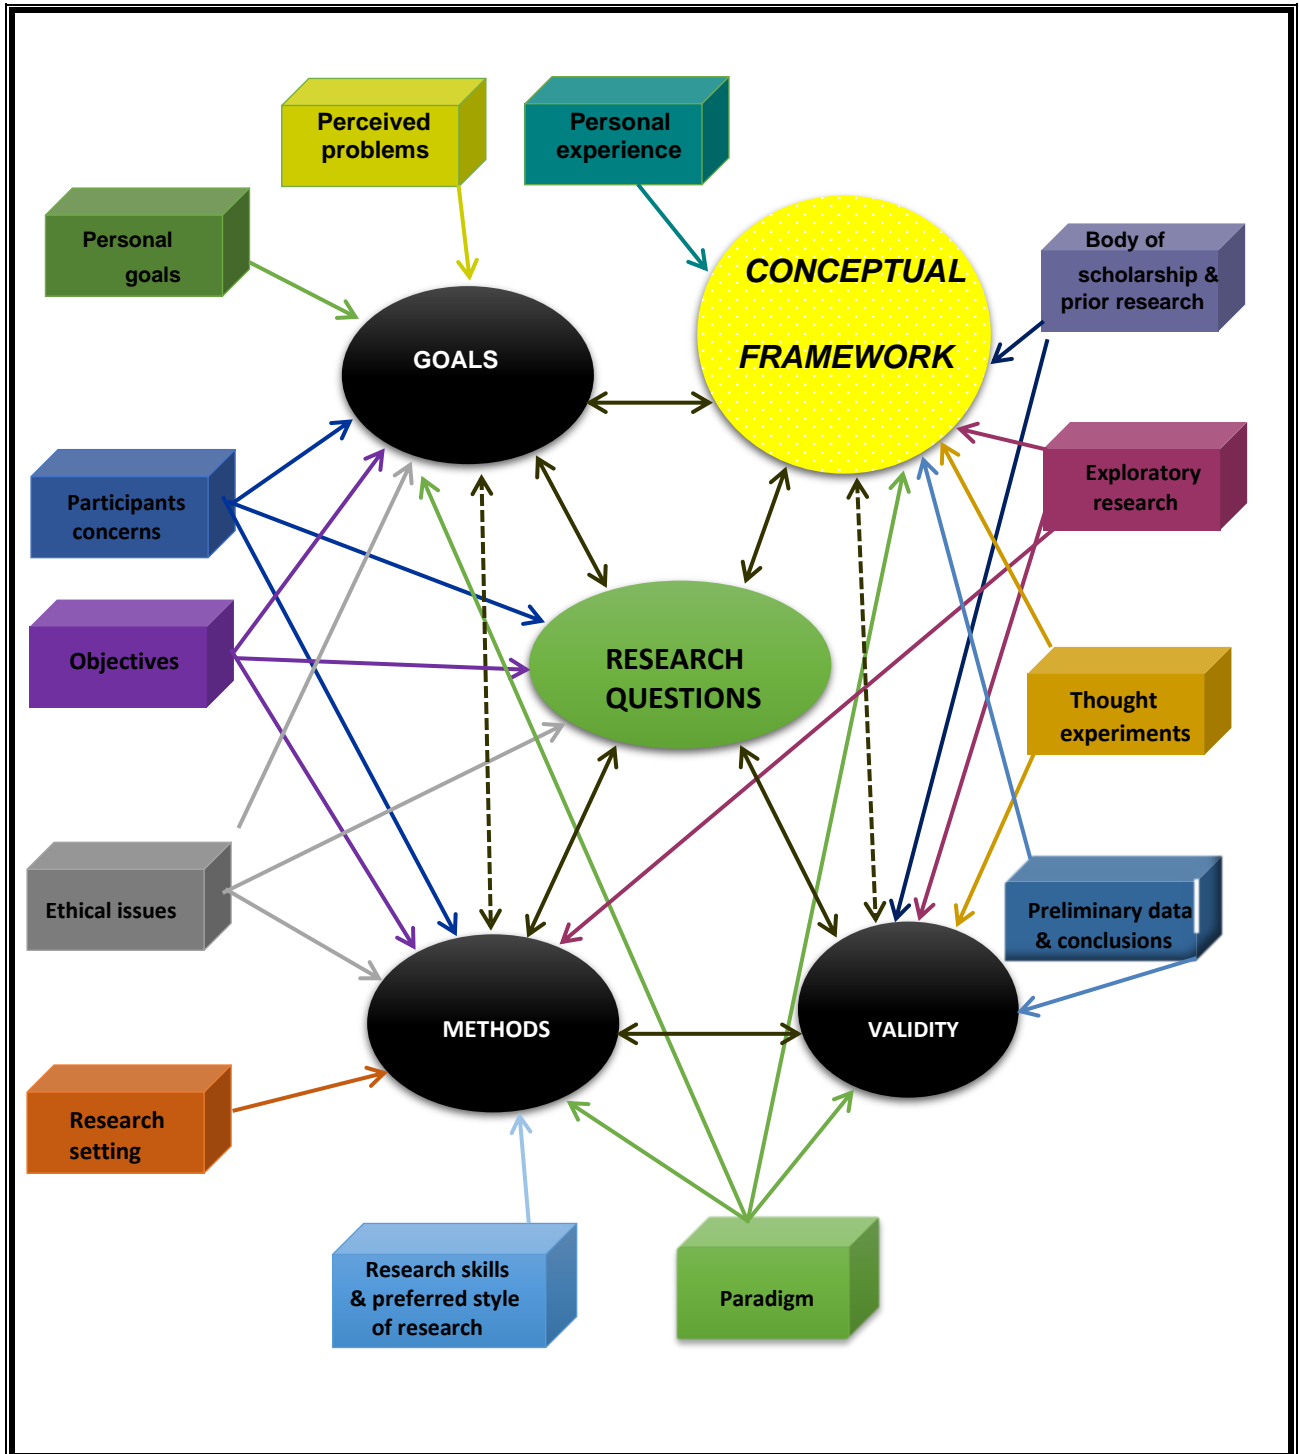 Perceived
problems
Personal
experience
Personal
goals
Body of
scholarship &
prior research
CONCEPTUAL
FRAMEWORK
GOALS
Participants
concerns
Exploratory
research
Objectives
RESEARCH
QUESTIONS
Thought
experiments
Ethical issues
Preliminary data
& conclusions
METHODS
VALIDITY
Research
setting
Research skills
& preferred style
of research
Paradigm